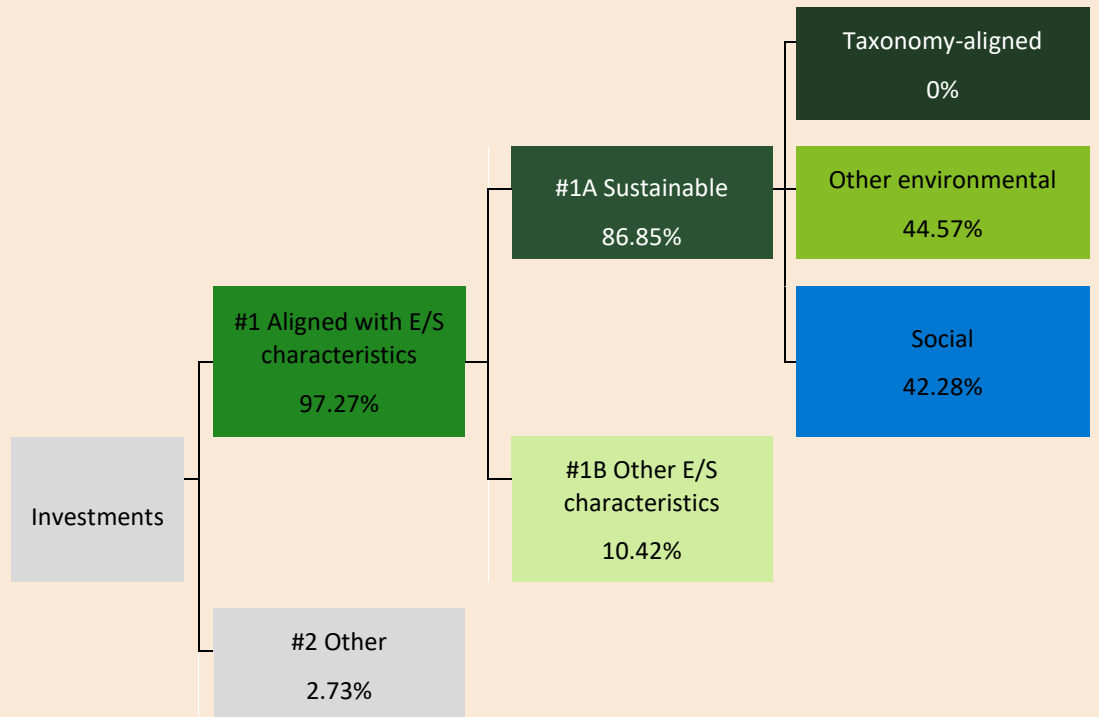 Investments
#1 Aligned with E/S
characteristics
97.27%
#2 Other
2.73%
#1A Sustainable
86.85%
#1B Other E/S
characteristics
10.42%
Taxonomy-aligned
0%
Other environmental
44.57%
Social
42.28%